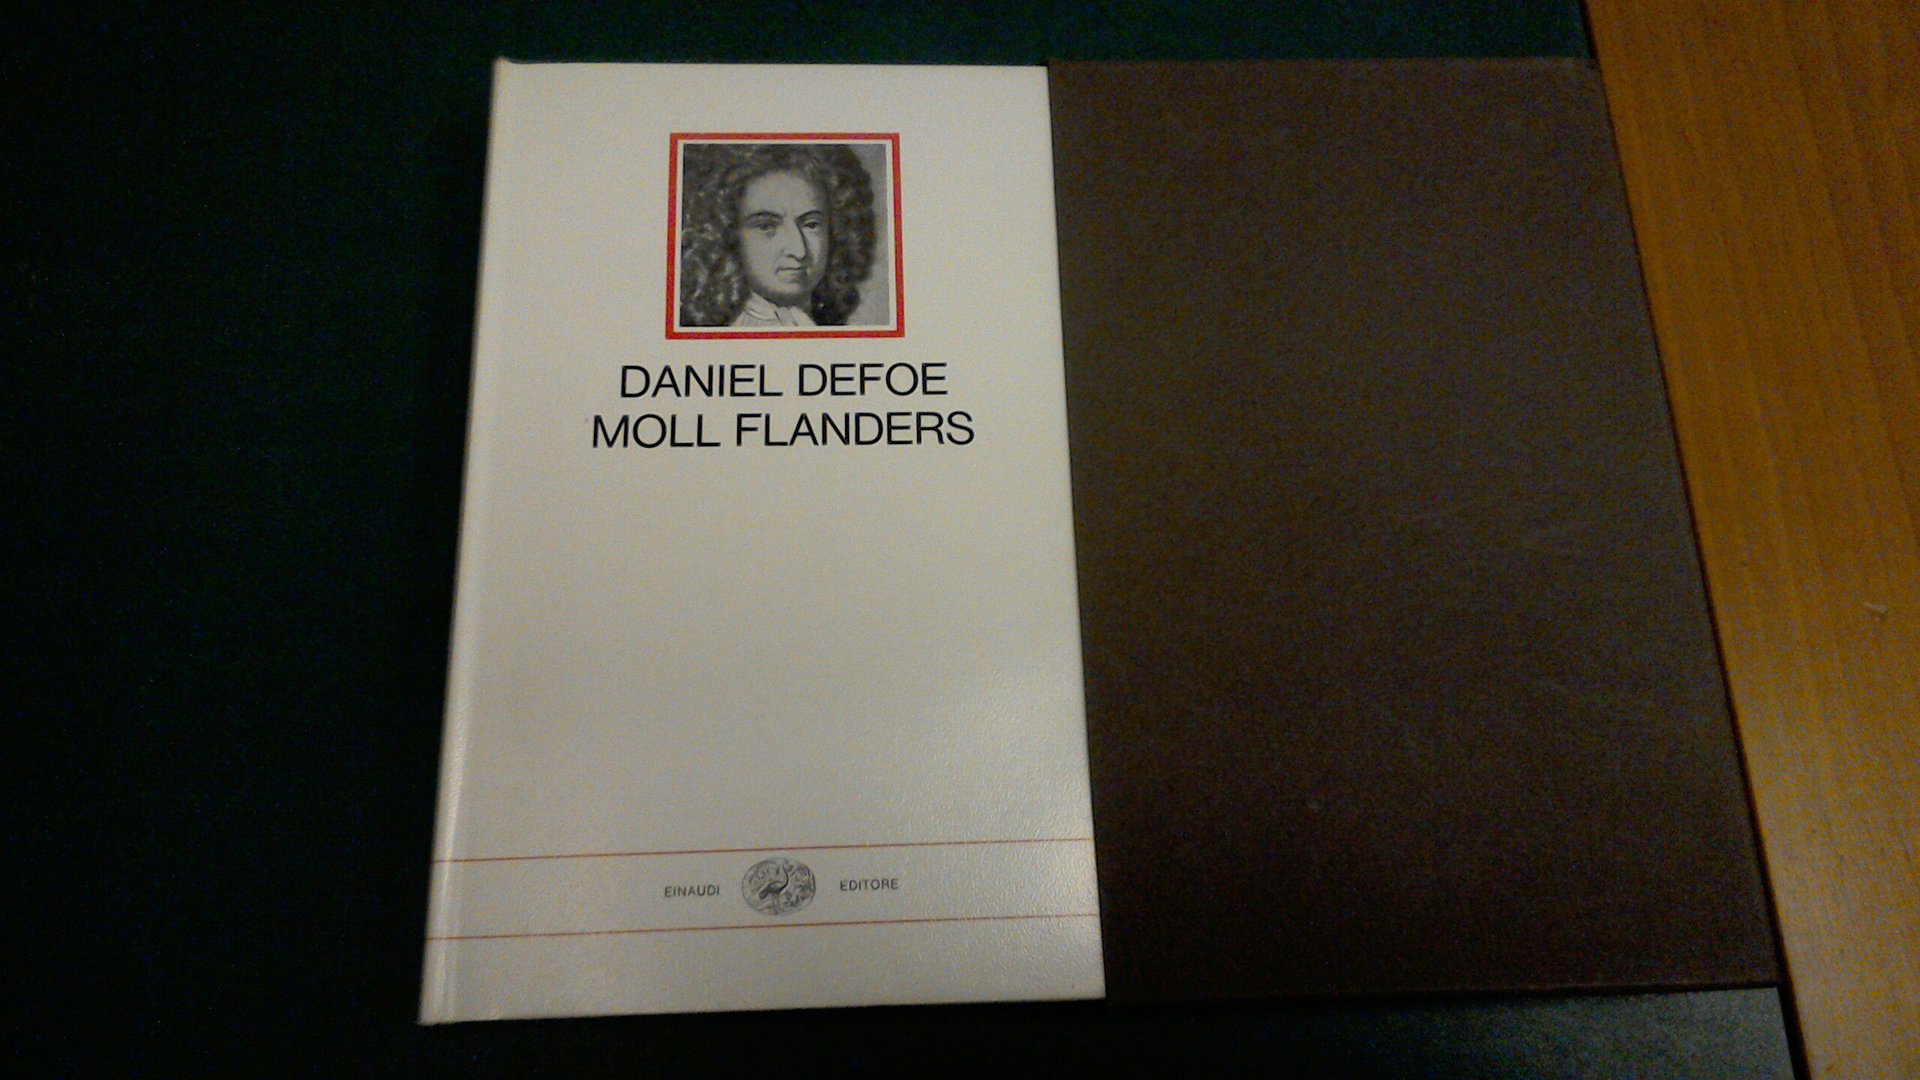 DANIEL DEFOE
MOLL FLANDERS
EINAUDI EDITORE